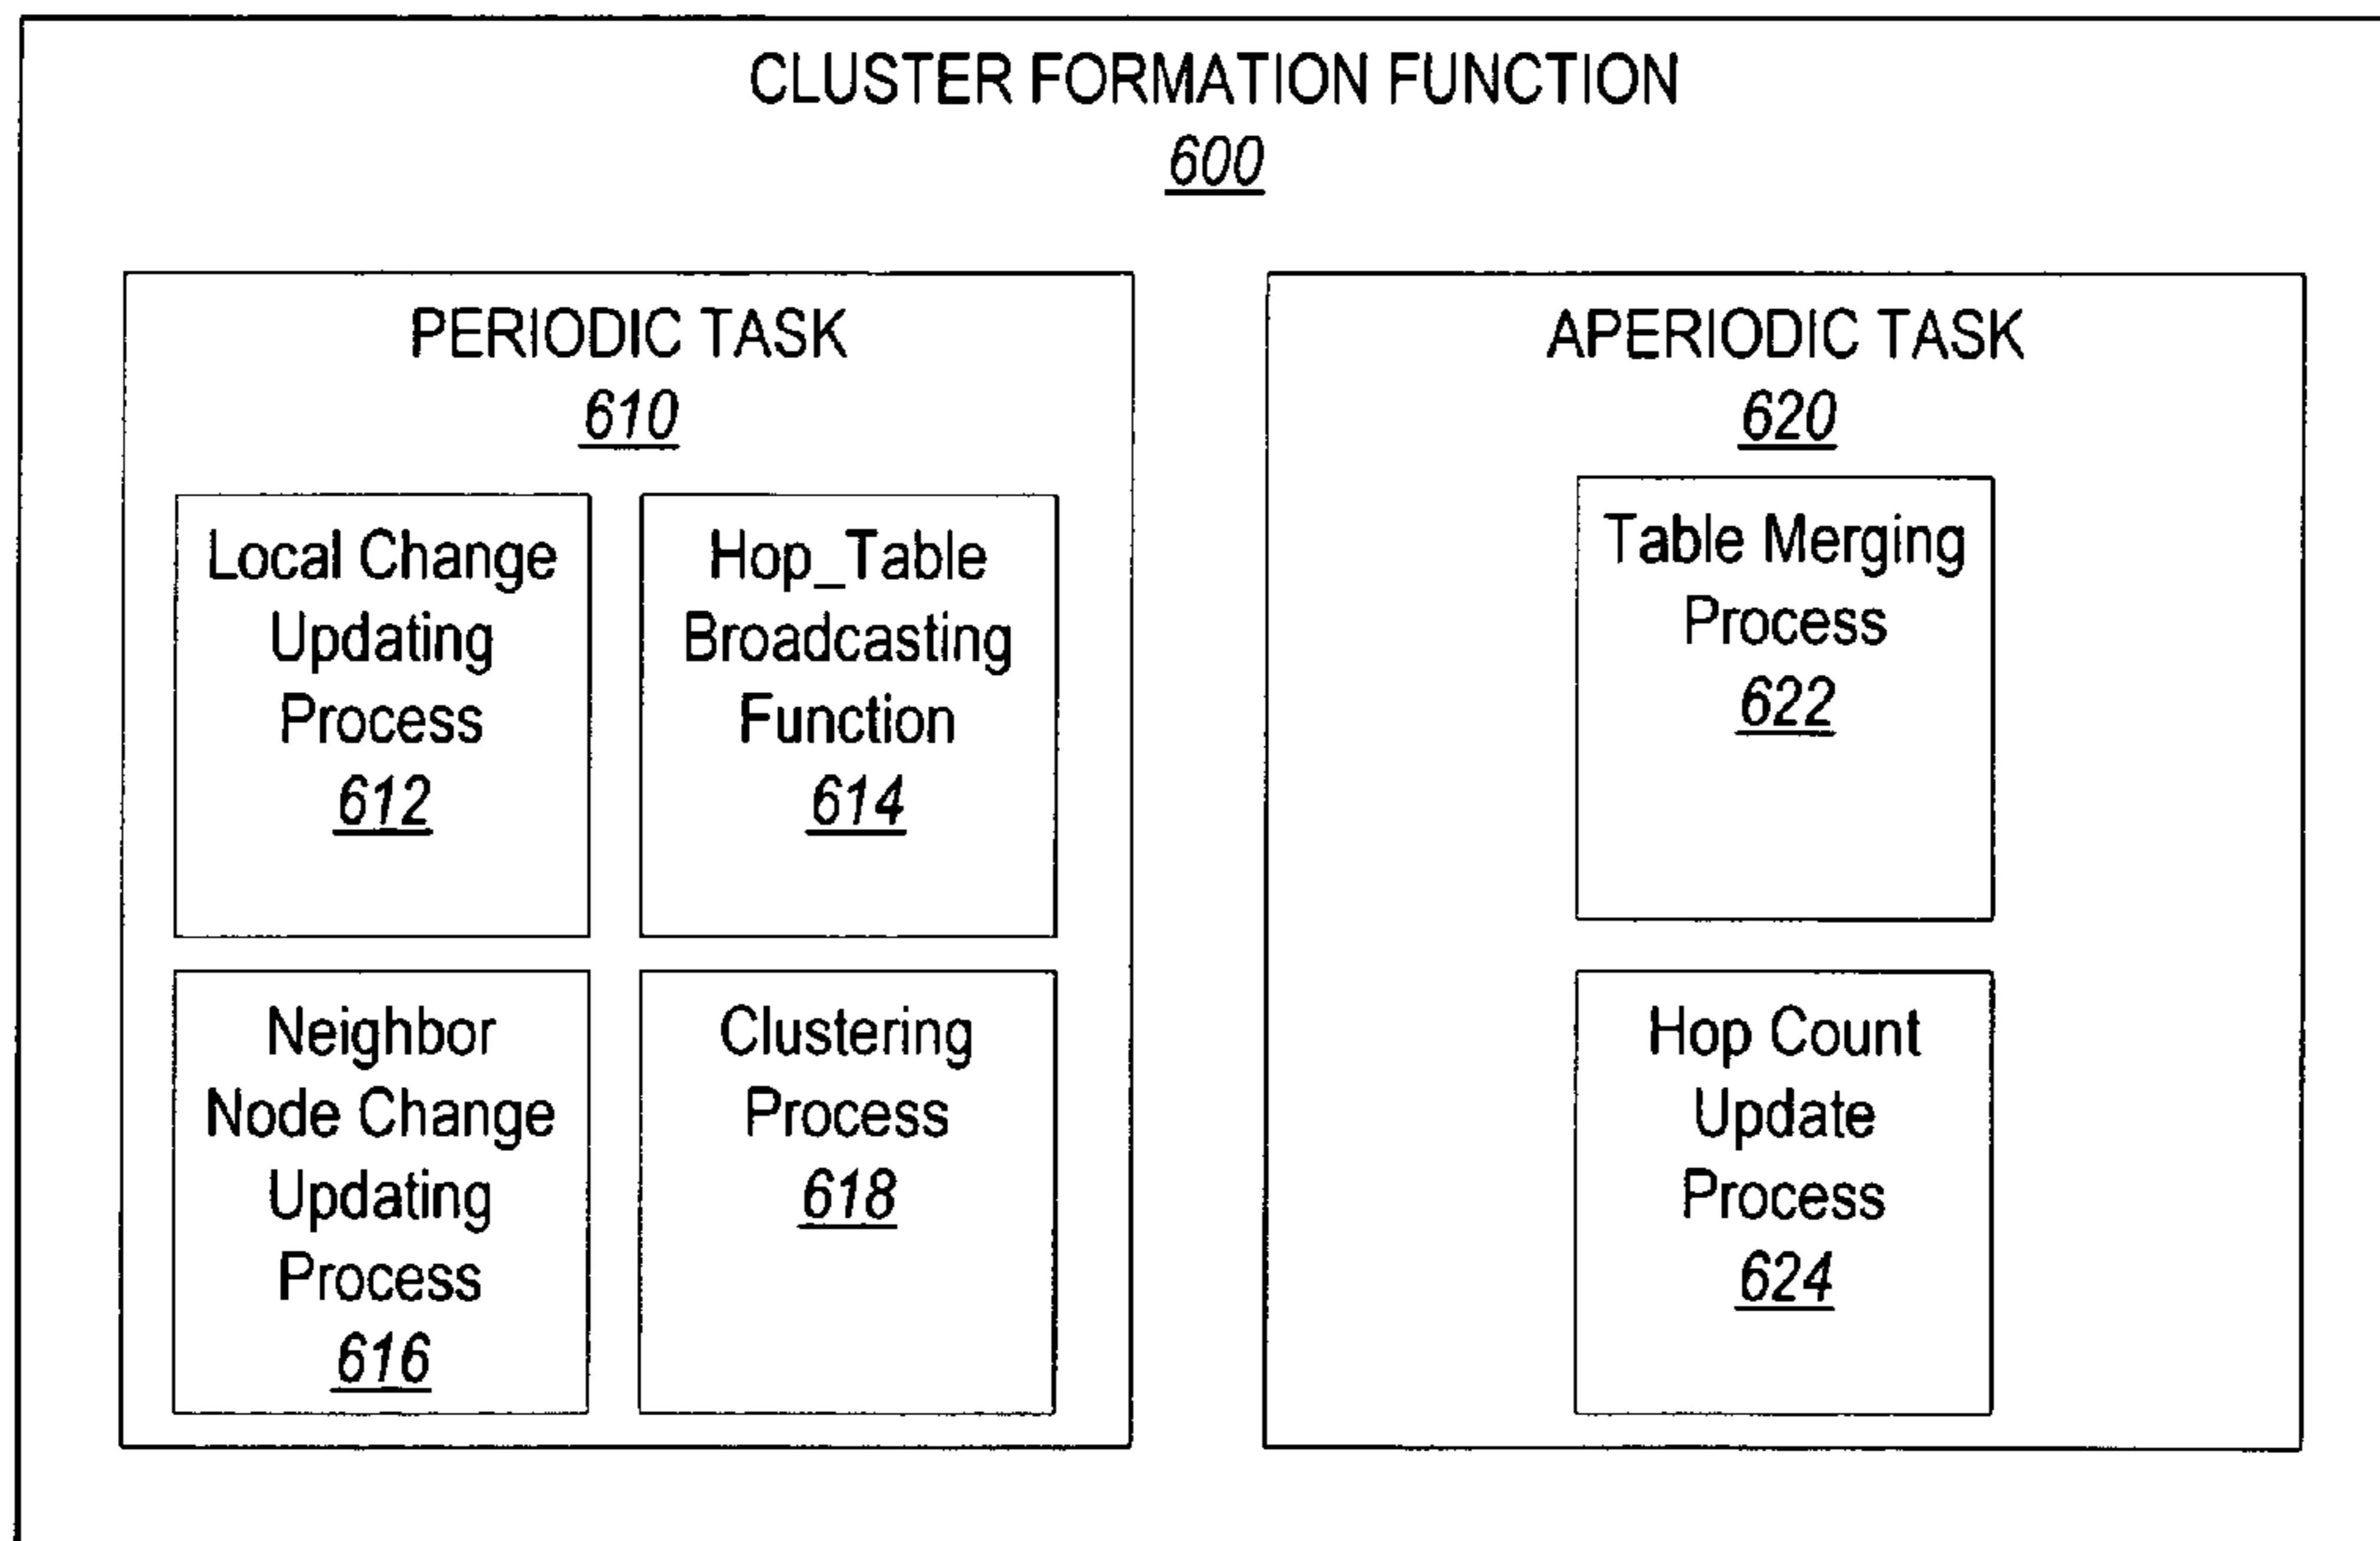 CLUSTER FORMATION FUNCTION
600
PERIODIC TASK
610
Local Change
Updating
Process
612
Hop_Table
Broadcasting
Function
614
Neighbor
Node Change
Updating
Process
616
Clustering
Process
618
APERIODIC TASK
620
Table Merging
Process
622
Hop Count
Update
Process
624